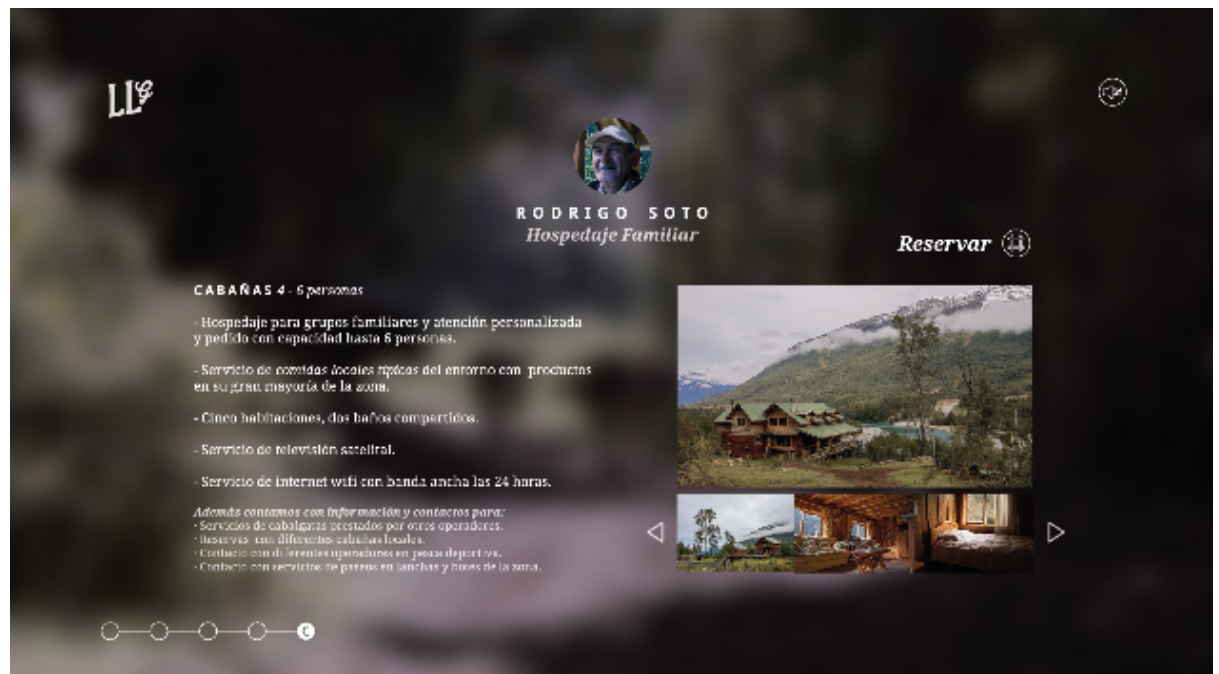 LLG
RODRIGO SOTO
Hospedaje Familiar
Reservar
CABAÑAS 4 - 6 personas
- Hospedaje para grupos familiares y atención personalizada
y pedido con capacidad hasta 6 personas.
- Servicio de comidas locales típicas del entorno con productos
en su gran mayoría de la zona.
- Cinco habitaciones, dos baños compartidos.
- Servicio de televisión satelital.
- Servicio de internet wifi con banda ancha las 24 horas.
Además contamos con información y contactos para:
· Servicios de cabalgatas prestados por otros operadores.
· Reservas con diferentes cabañas locales.
· Contacto con diferentes operadores en pesca deportiva.
· Contacto con servicios de paseos en lanchas y botes de la zona.
C